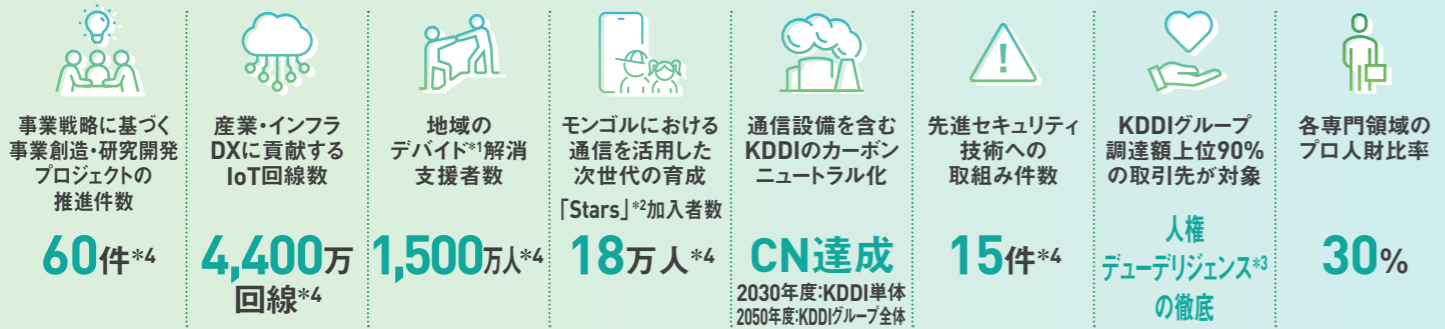 事業戦略に基づく
事業創造・研究開発
プロジェクトの
推進件数
60件*4
産業・インフラ
DXに貢献する
IoT回線数
4,400万
回線*4
地域の
デバイド*1解消
支援者数
1,500万人*4
モンゴルにおける
通信を活用した
次世代の育成
「Stars」*2加入者数
18万人*4
通信設備を含む
KDDIのカーボン
ニュートラル化
CN達成
2030年度:KDDI単体
2050年度:KDDIグループ全体
先進セキュリティ
技術への
取組み件数
15件*4
KDDIグループ
調達額上位90%
の取引先が対象
人権
デューデリジェンス*3
の徹底
各専門領域の
プロ人財比率
30%